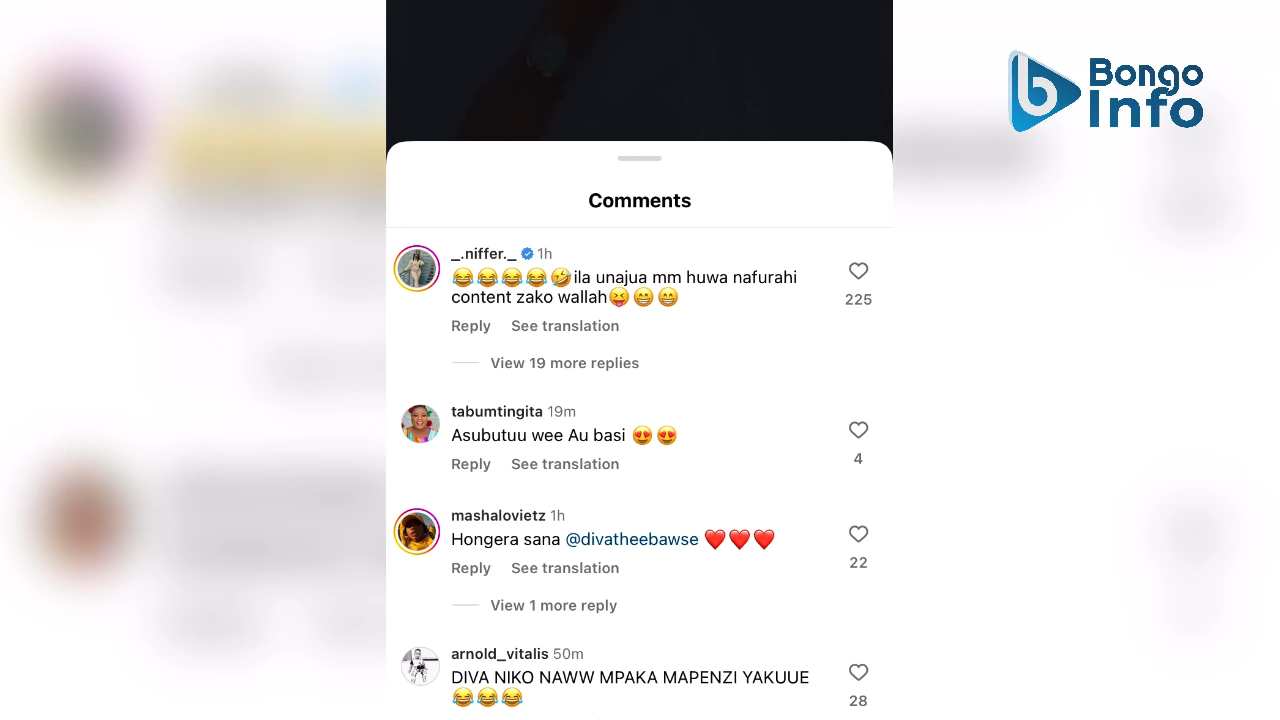 Bongo
Info
Comments
_.niffer._ 1h
😂😂😂😂🤣ila unajua mm huwa nafurahi
content zako wallah😝😁😁
225
Reply See translation
View 19 more replies
tabumtingita 19m
Asubutuu wee Au basi 😍😍
4
Reply See translation
mashalovietz 1h
Hongera sana @divatheebawse ❤️❤️❤️
22
Reply See translation
View 1 more reply
arnold_vitalis 50m
DIVA NIKO NAWW MPAKA MAPENZI YAKUUE
😂😂😂
28